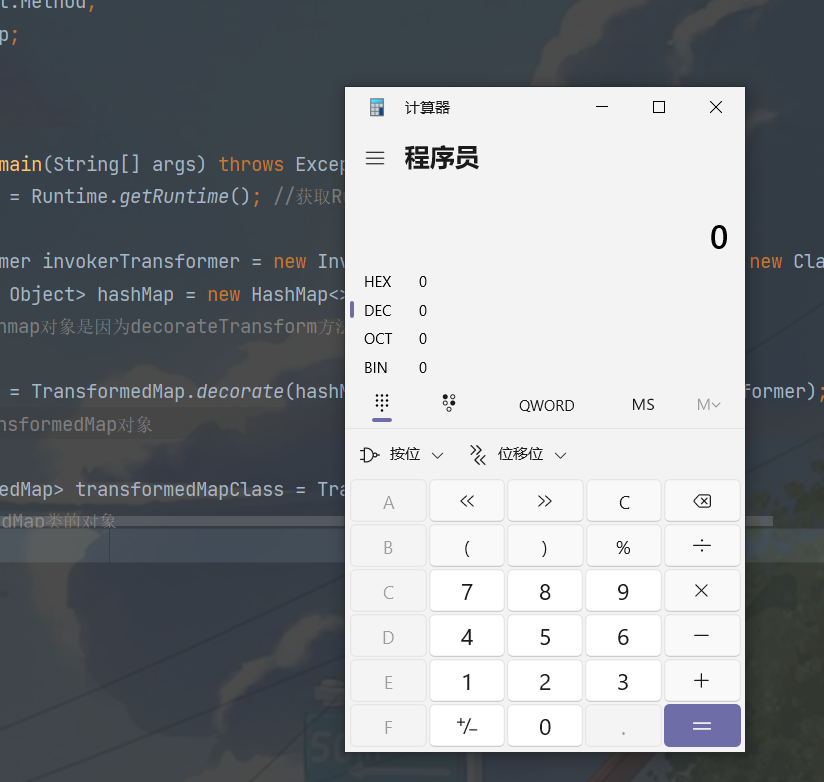 t.Method;
p;
计算器
程序员
main(String[] args) throws Excep
= Runtime.getRuntime(); //获取R
0
mer invokerTransformer = new Inv
new Cla
HEX 0
Object> hashMap = new HashMap<>
DEC 0
hmap对象是因为decorateTransform方法
OCT 0
BIN 0
= TransformedMap.decorate(hashM
former);
QWORD MS M
nsformedMap对象
按位 位移位
edMap> transformedMapClass = Tra
A << >> C
dMap类的对象
B ( ) % ÷
C 7 8 9 ×
D 4 5 6 −
E 1 2 3 +
F +/− 0 . =